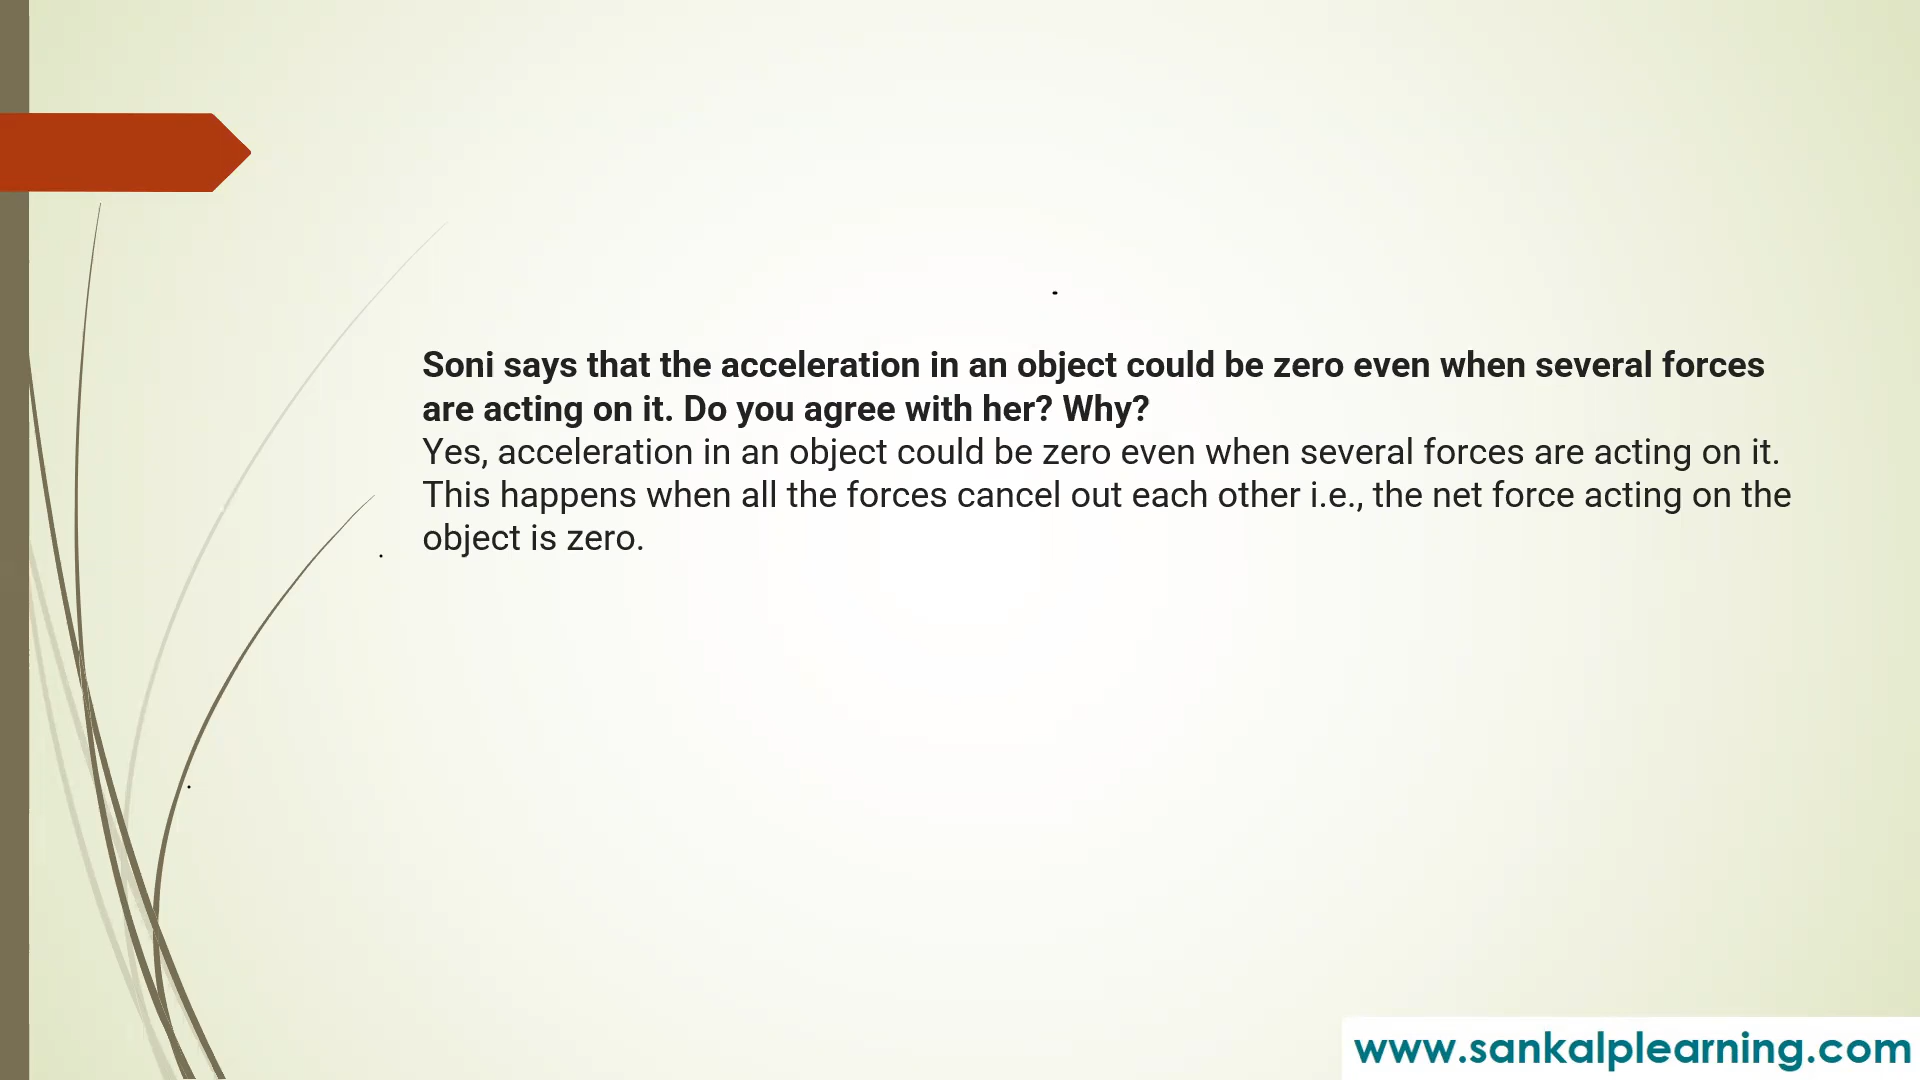 Soni says that the acceleration in an object could be zero even when several forces
are acting on it. Do you agree with her? Why?
Yes, acceleration in an object could be zero even when several forces are acting on it.
This happens when all the forces cancel out each other i.e., the net force acting on the
object is zero.
www.sankalplearning.com